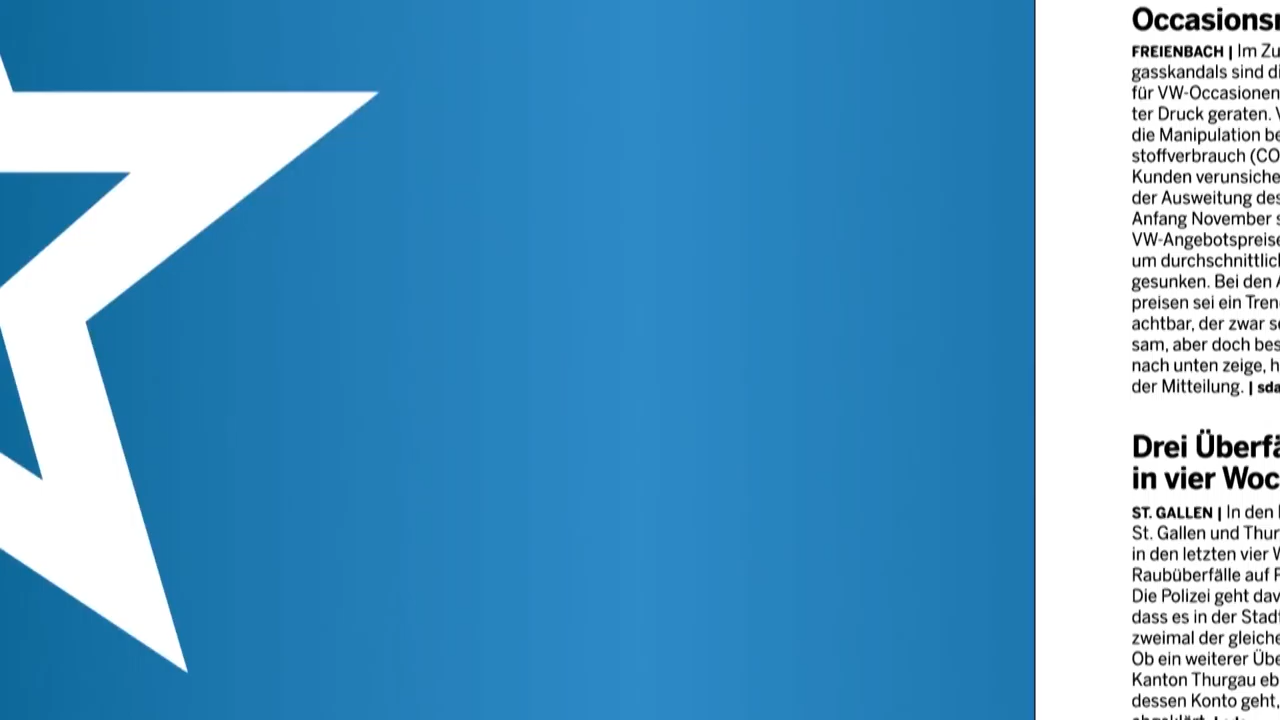 Occasions
FREIENBACH | Im Zu
gasskandals sind di
für VW-Occasionen
ter Druck geraten.
die Manipulation be
stoffverbrauch (CO
Kunden verunsiche
der Ausweitung des
Anfang November s
VW-Angebotspreise
um durchschnittlich
gesunken. Bei den A
preisen sei ein Tren
achtbar, der zwar se
sam, aber doch bes
nach unten zeige, h
der Mitteilung. | sda
Drei Überfä
in vier Woc
ST. GALLEN | In den
St. Gallen und Thur
in den letzten vier W
Raubüberfälle auf P
Die Polizei geht dav
dass es in der Stadt
zweimal der gleiche
Ob ein weiterer Übe
Kanton Thurgau eb
dessen Konto geht,